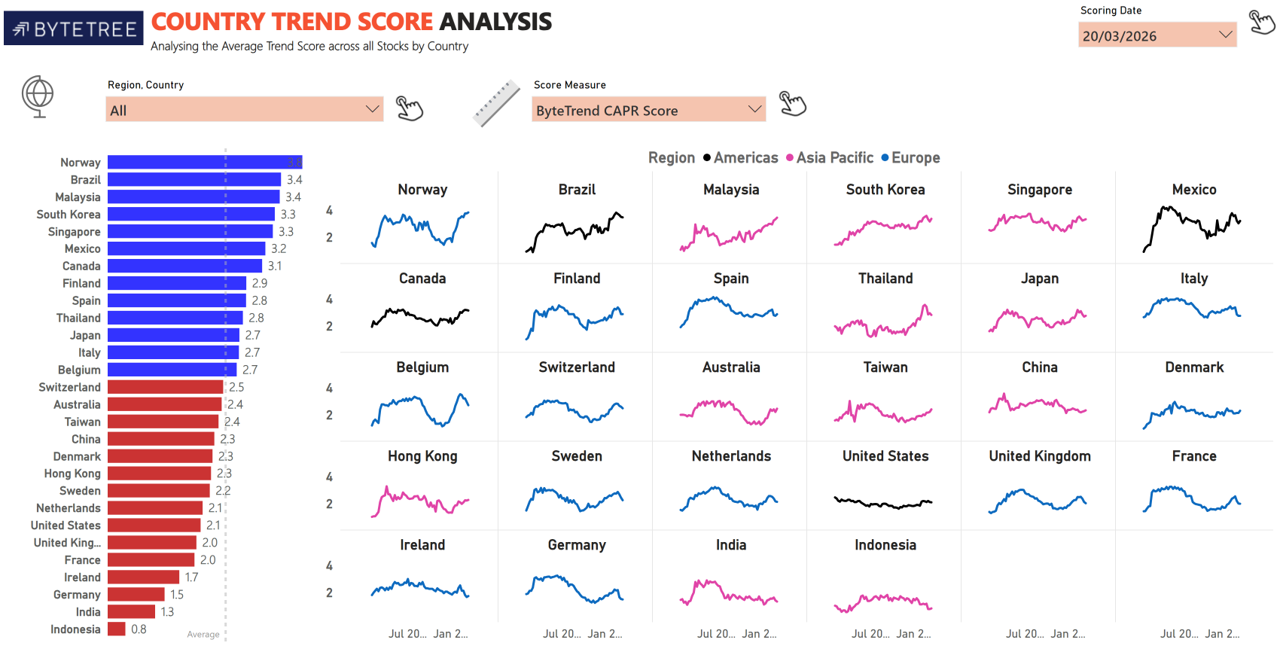 BYTETREE
COUNTRY TREND SCORE ANALYSIS
Analysing the Average Trend Score across all Stocks by Country
Scoring Date
20/03/2026
Region, Country
All
Score Measure
ByteTrend CAPR Score
Norway
Brazil 3.4
Malaysia 3.4
South Korea 3.3
Singapore 3.3
Mexico 3.2
Canada 3.1
Finland 2.9
Spain 2.8
Thailand 2.8
Japan 2.7
Italy 2.7
Belgium 2.7
Switzerland 2.5
Australia 2.4
Taiwan 2.4
China 2.3
Denmark 2.3
Hong Kong 2.3
Sweden 2.2
Netherlands 2.1
United States 2.1
United King... 2.0
France 2.0
Ireland 1.7
Germany 1.5
India 1.3
Indonesia 0.8
Average
Region Americas Asia Pacific Europe
Norway Brazil Malaysia South Korea Singapore Mexico
4
2
Canada Finland Spain Thailand Japan Italy
4
2
Belgium Switzerland Australia Taiwan China Denmark
4
2
Hong Kong Sweden Netherlands United States United Kingdom France
4
2
Ireland Germany India Indonesia
4
2
Jul 20... Jan 2... Jul 20... Jan 2... Jul 20... Jan 2... Jul 20... Jan 2... Jul 20... Jan 2... Jul 20... Jan 2...